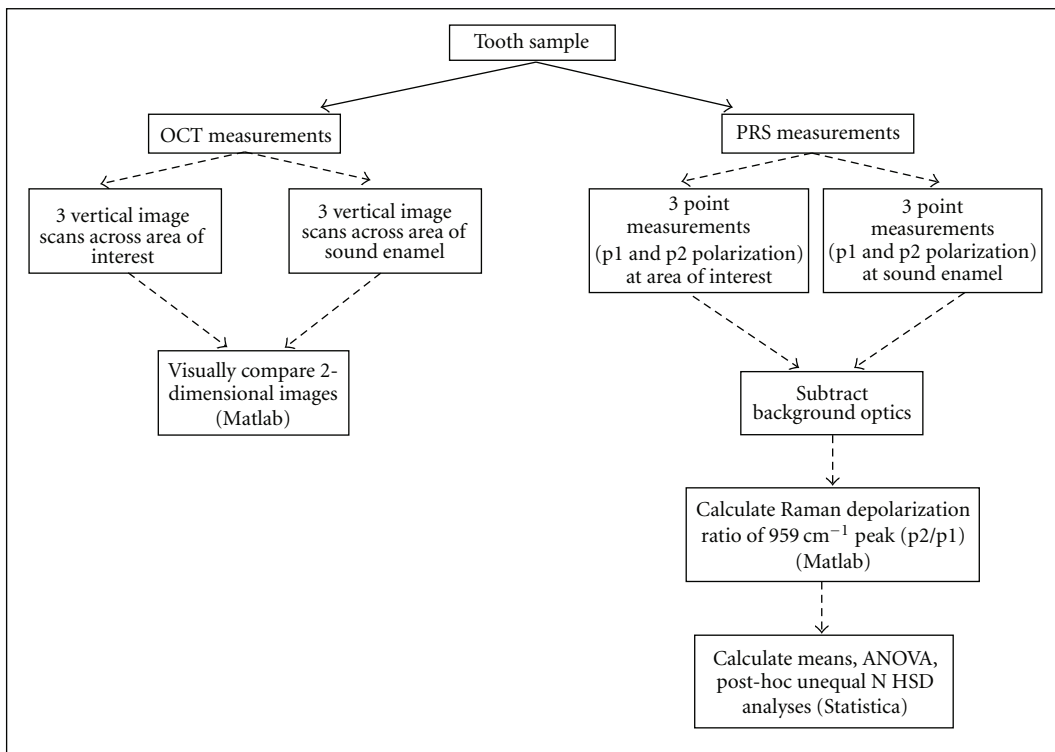 Tooth sample
OCT measurements
PRS measurements
3 vertical image
scans across area of
interest
3 vertical image
scans across area of
sound enamel
3 point
measurements
(p1 and p2 polarization)
at area of interest
3 point
measurements
(p1 and p2 polarization)
at sound enamel
Visually compare 2-
dimensional images
(Matlab)
Subtract
background optics
Calculate Raman depolarization
ratio of 959 cm⁻¹ peak (p2/p1)
(Matlab)
Calculate means, ANOVA,
post-hoc unequal N HSD
analyses (Statistica)